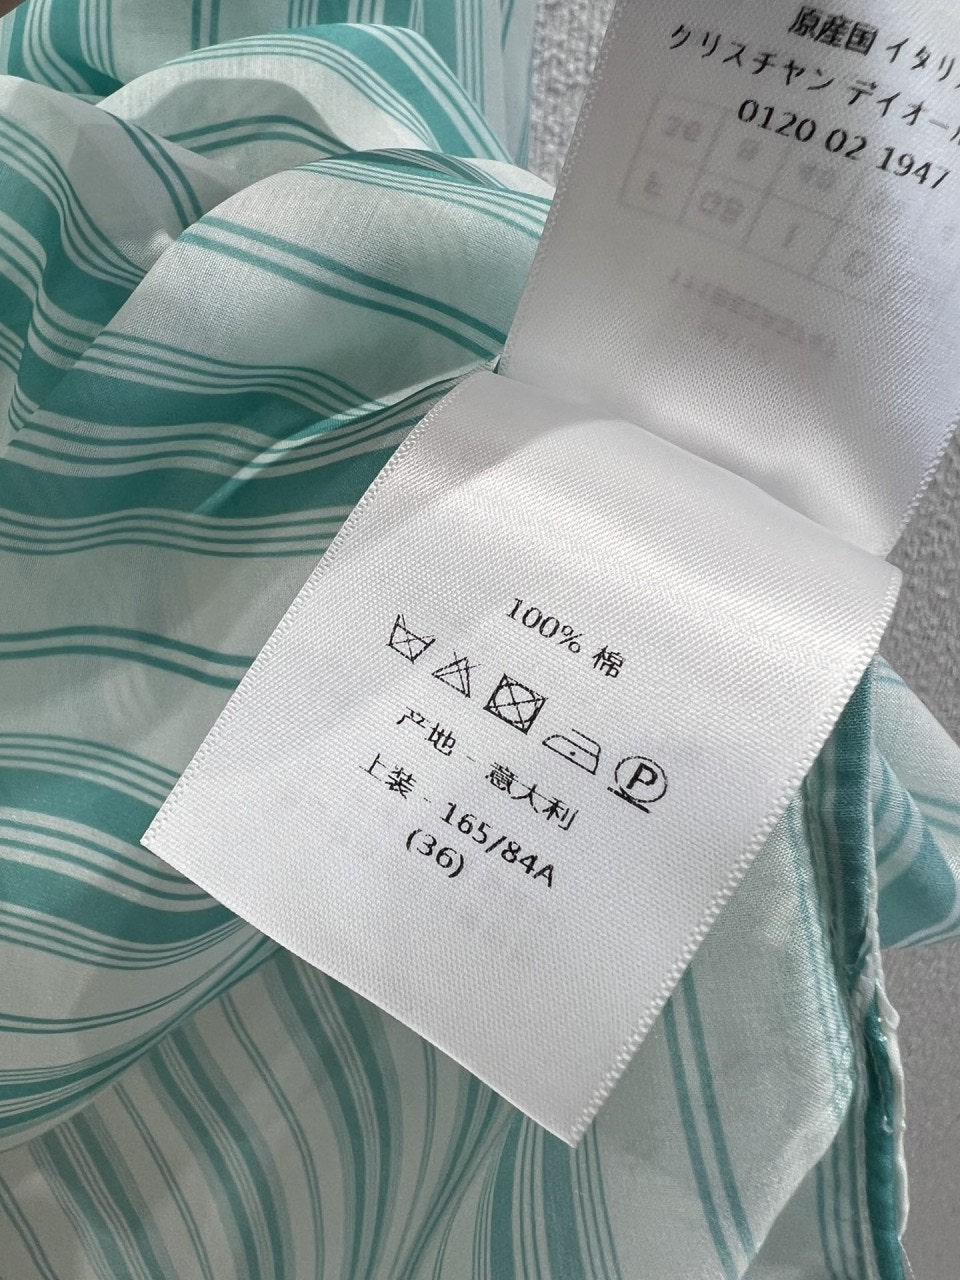 原産国 イタリ
クリスチャン ディオール
0120 02 1947
100% 棉
P
产地 - 意大利
上装 - 165/84A
(36)